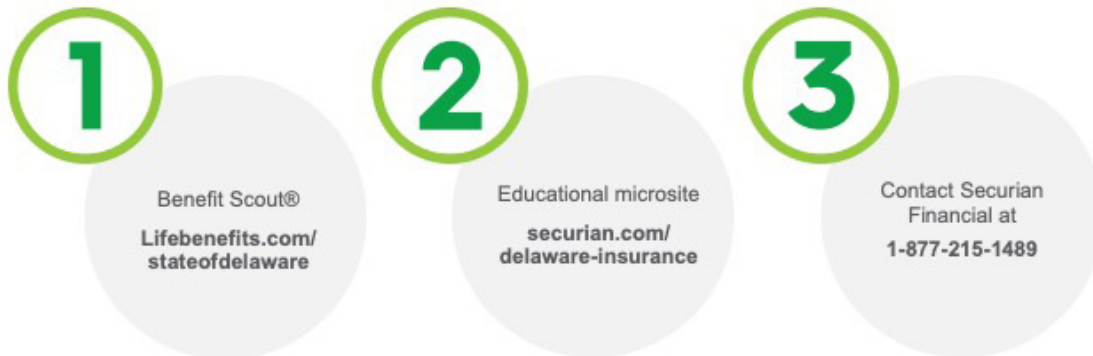 1
Benefit Scout®
Lifebenefits.com/
stateofdelaware
2
Educational microsite
securian.com/
delaware-insurance
3
Contact Securian
Financial at
1-877-215-1489